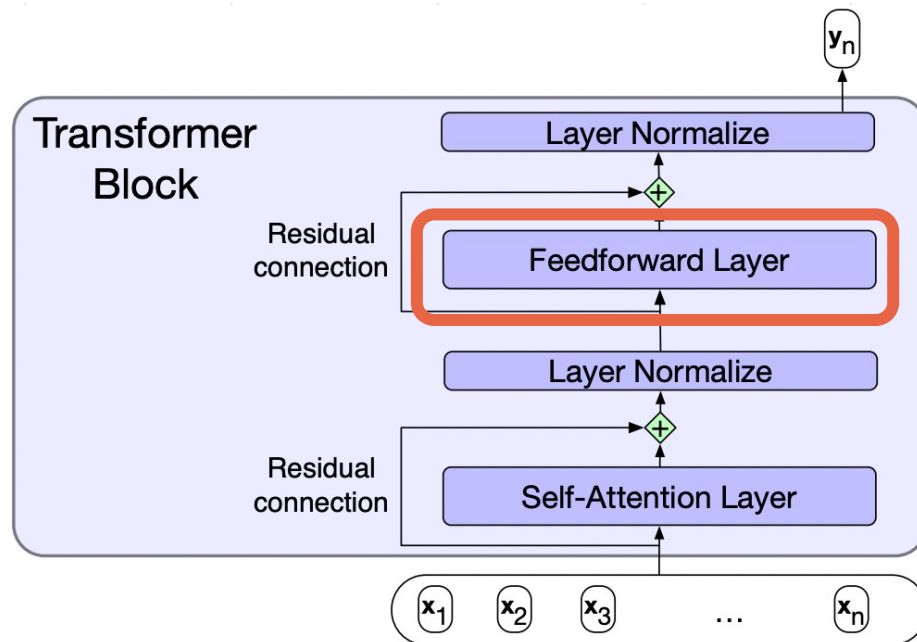 yn
Transformer
Block
Layer Normalize
+
Residual
connection
Feedforward Layer
Layer Normalize
+
Residual
connection
Self-Attention Layer
x1 x2 x3 ... xn